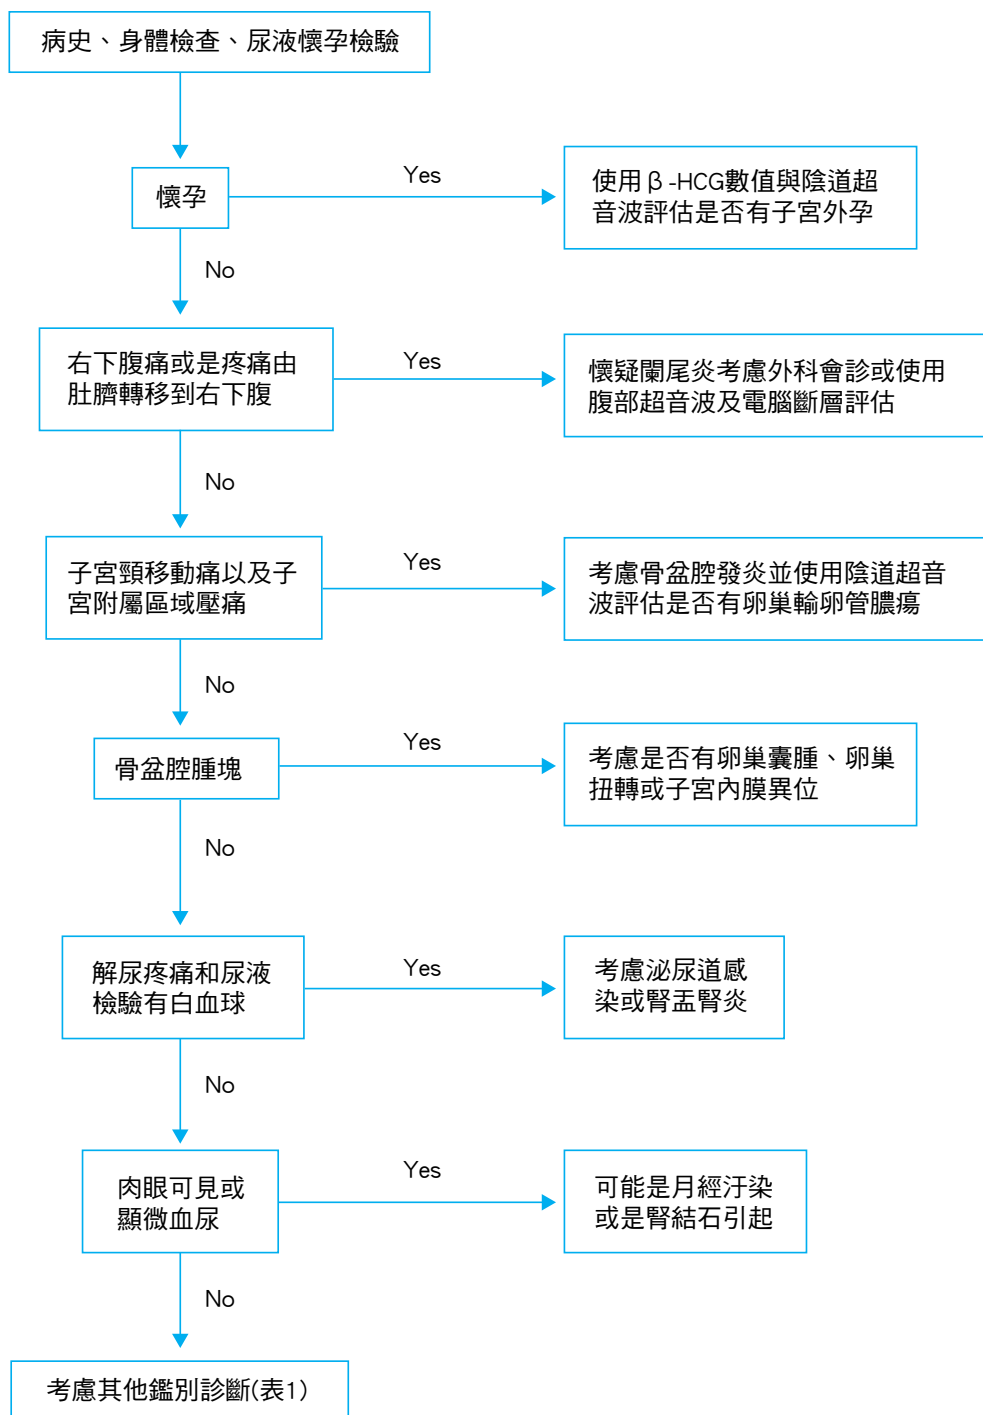 病史、身體檢查、尿液懷孕檢驗
懷孕
Yes
使用β-HCG數值與陰道超
音波評估是否有子宮外孕
No
右下腹痛或是疼痛由
肚臍轉移到右下腹
Yes
懷疑闌尾炎考慮外科會診或使用
腹部超音波及電腦斷層評估
No
子宮頸移動痛以及子
宮附屬區域壓痛
Yes
考慮骨盆腔發炎並使用陰道超音
波評估是否有卵巢輸卵管膿瘍
No
骨盆腔腫塊
Yes
考慮是否有卵巢囊腫、卵巢
扭轉或子宮內膜異位
No
解尿疼痛和尿液
檢驗有白血球
Yes
考慮泌尿道感
染或腎盂腎炎
No
肉眼可見或
顯微血尿
Yes
可能是月經汙染
或是腎結石引起
No
考慮其他鑑別診斷(表1)